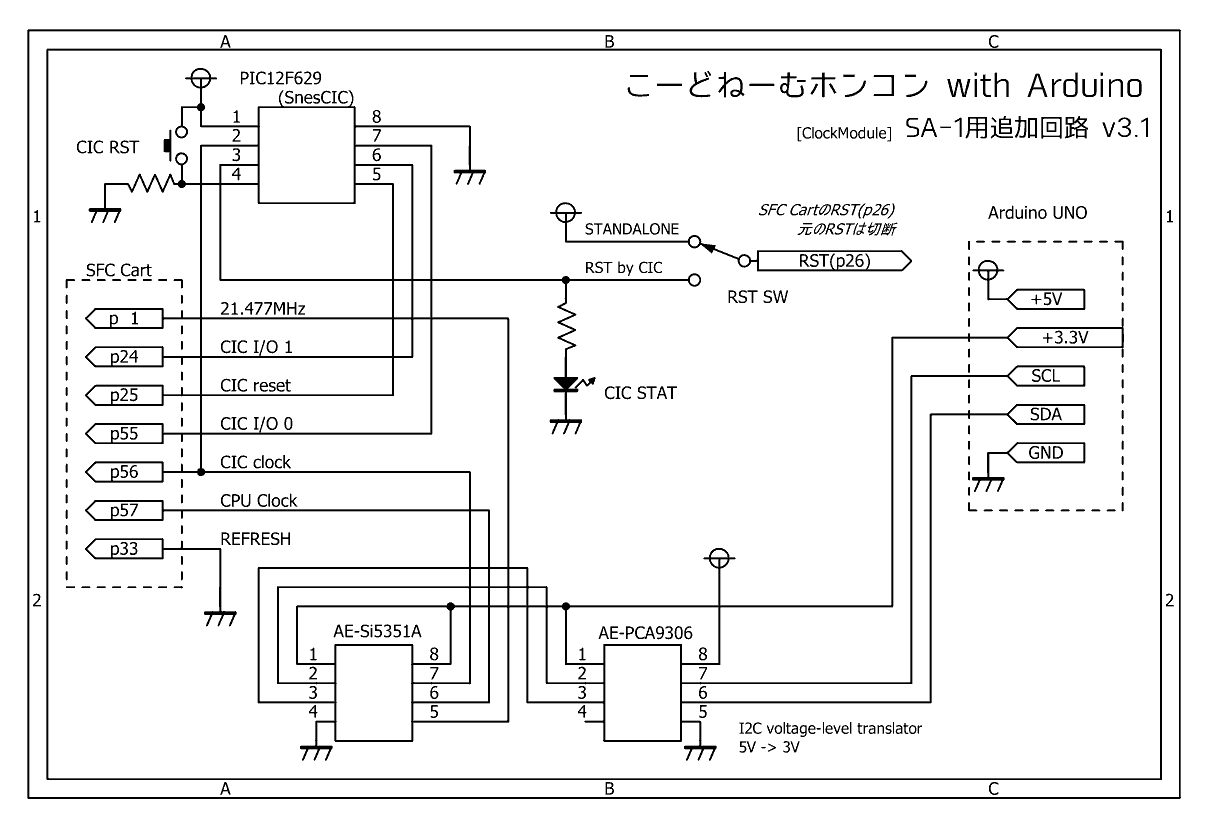 A B C
PIC12F629
(SnesCIC)
こーどねーむホンコン with Arduino
[ClockModule] SA-1用追加回路 v3.1
1 8
2 7
3 6
4 5
CIC RST
1 1
SFC CartのRST(p26)
元のRSTは切断
Arduino UNO
STANDALONE
RST(p26)
RST by CIC
RST SW
SFC Cart
+5V
p 1 21.477MHz
+3.3V
p24 CIC I/O 1
SCL
p25 CIC reset
CIC STAT
SDA
p55 CIC I/O 0
GND
p56 CIC clock
p57 CPU Clock
p33 REFRESH
2 2
AE-Si5351A
1 8
2 7
3 6
4 5
AE-PCA9306
1 8
2 7
3 6
4 5
I2C voltage-level translator
5V -> 3V
A B C